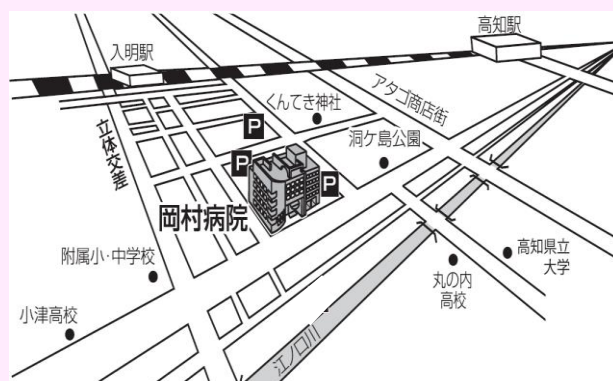 高知駅
入明駅
アタゴ商店街
くんてき神社
P
立体交差
洞ケ島公園
P
P
岡村病院
附属小・中学校
高知県立
大学
丸の内
高校
小津高校
江ノ口川